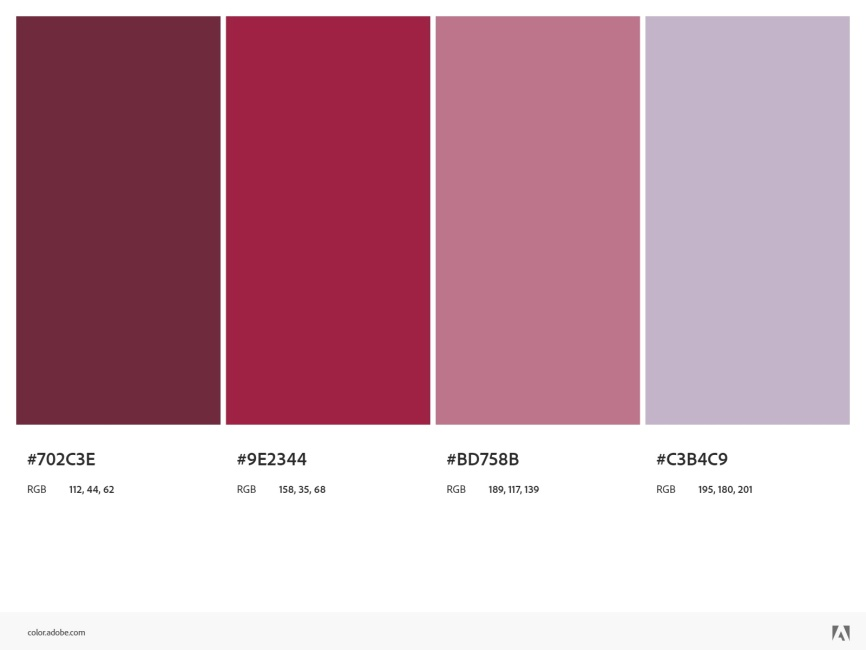 #702C3E
RGB 112, 44, 62
#9E2344
RGB 158, 35, 68
#BD758B
RGB 189, 117, 139
#C3B4C9
RGB 195, 180, 201
color.adobe.com